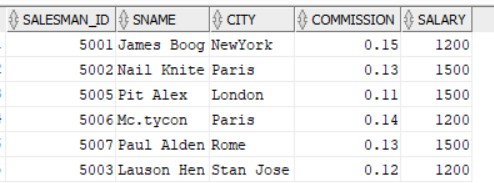 SALESMAN_ID SNAME CITY COMMISSION SALARY
5001 James Boog NewYork 0.15 1200
5002 Nail Knite Paris 0.13 1500
5005 Pit Alex London 0.11 1500
5006 Mc.tycon Paris 0.14 1200
5007 Paul Alden Rome 0.13 1500
5003 Lauson Hen Stan Jose 0.12 1200